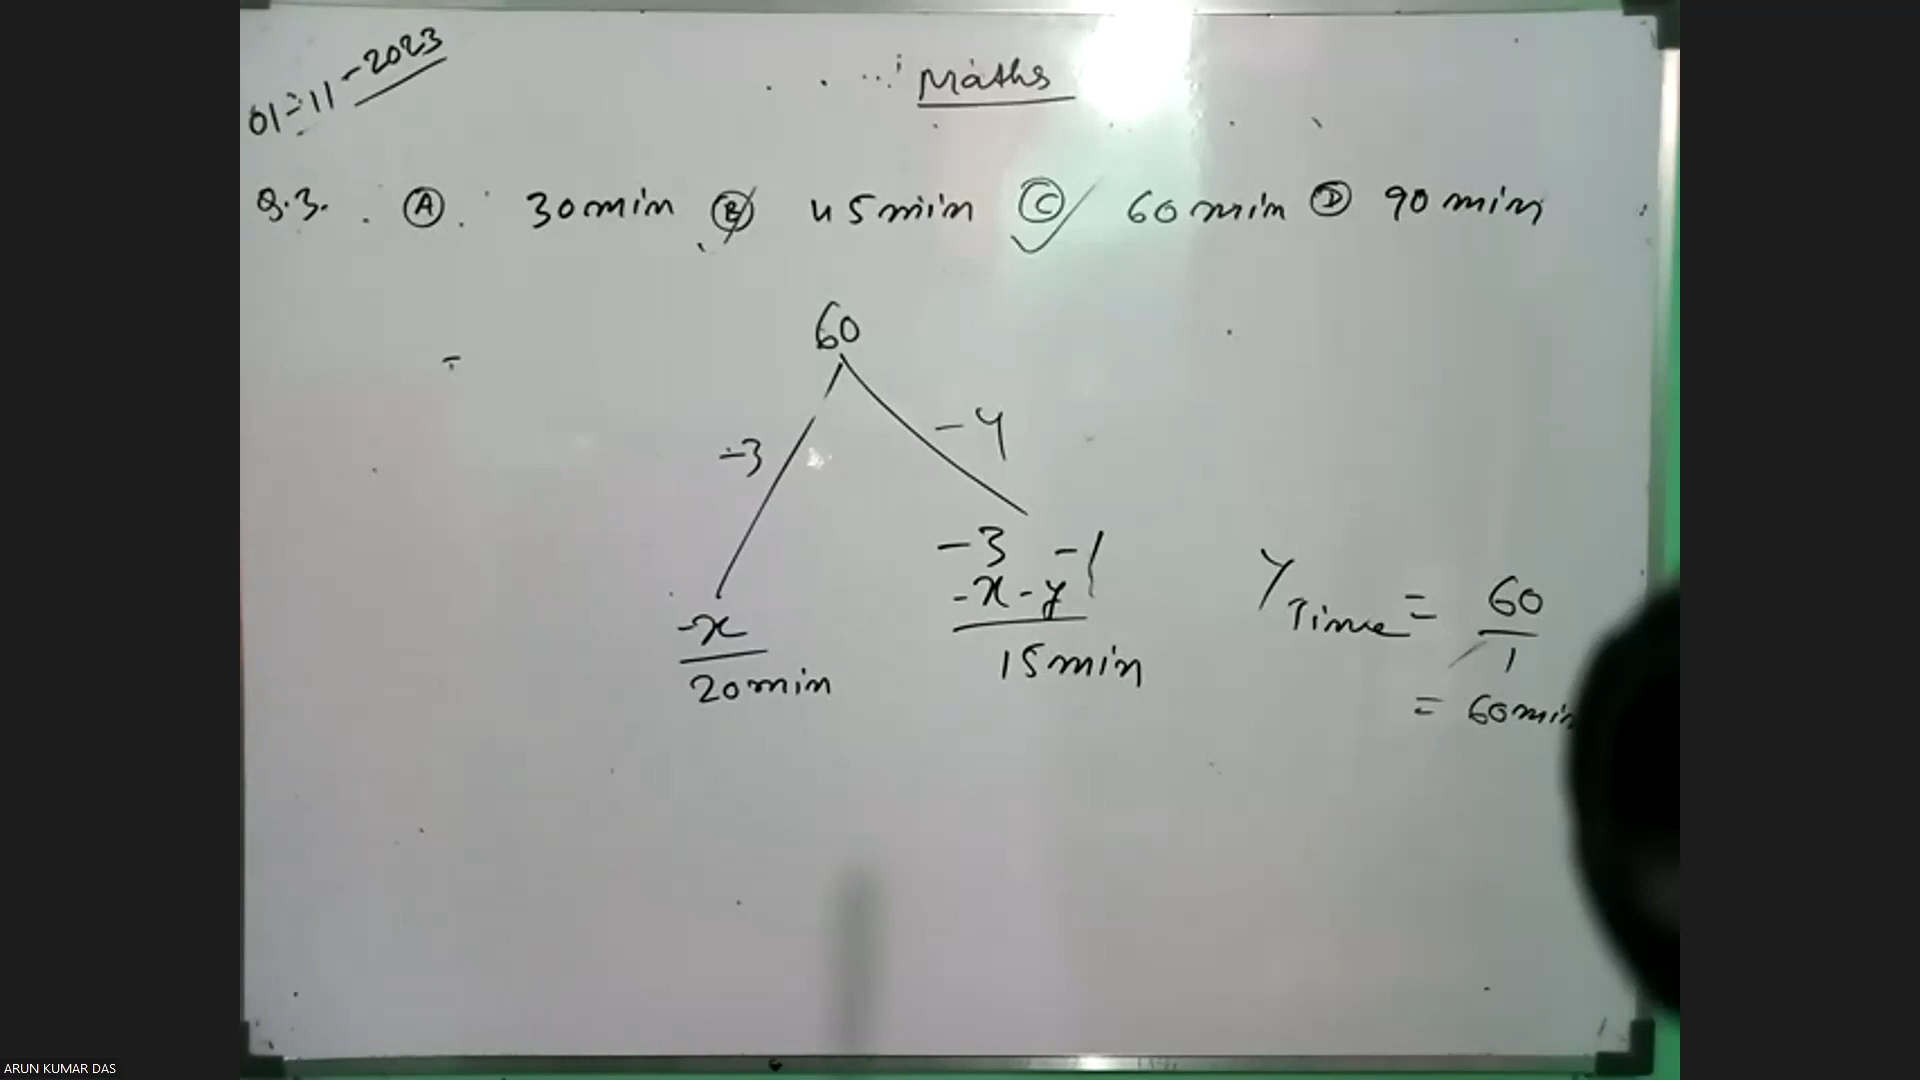 01-11-2023
Maths
Q.3. (A). 30min (B) 45min (C) 60min (D) 90min
60
-3 -4
-3 -1
-x -x -y
20min 15min
Y Time = 60
1
= 60min
ARUN KUMAR DAS